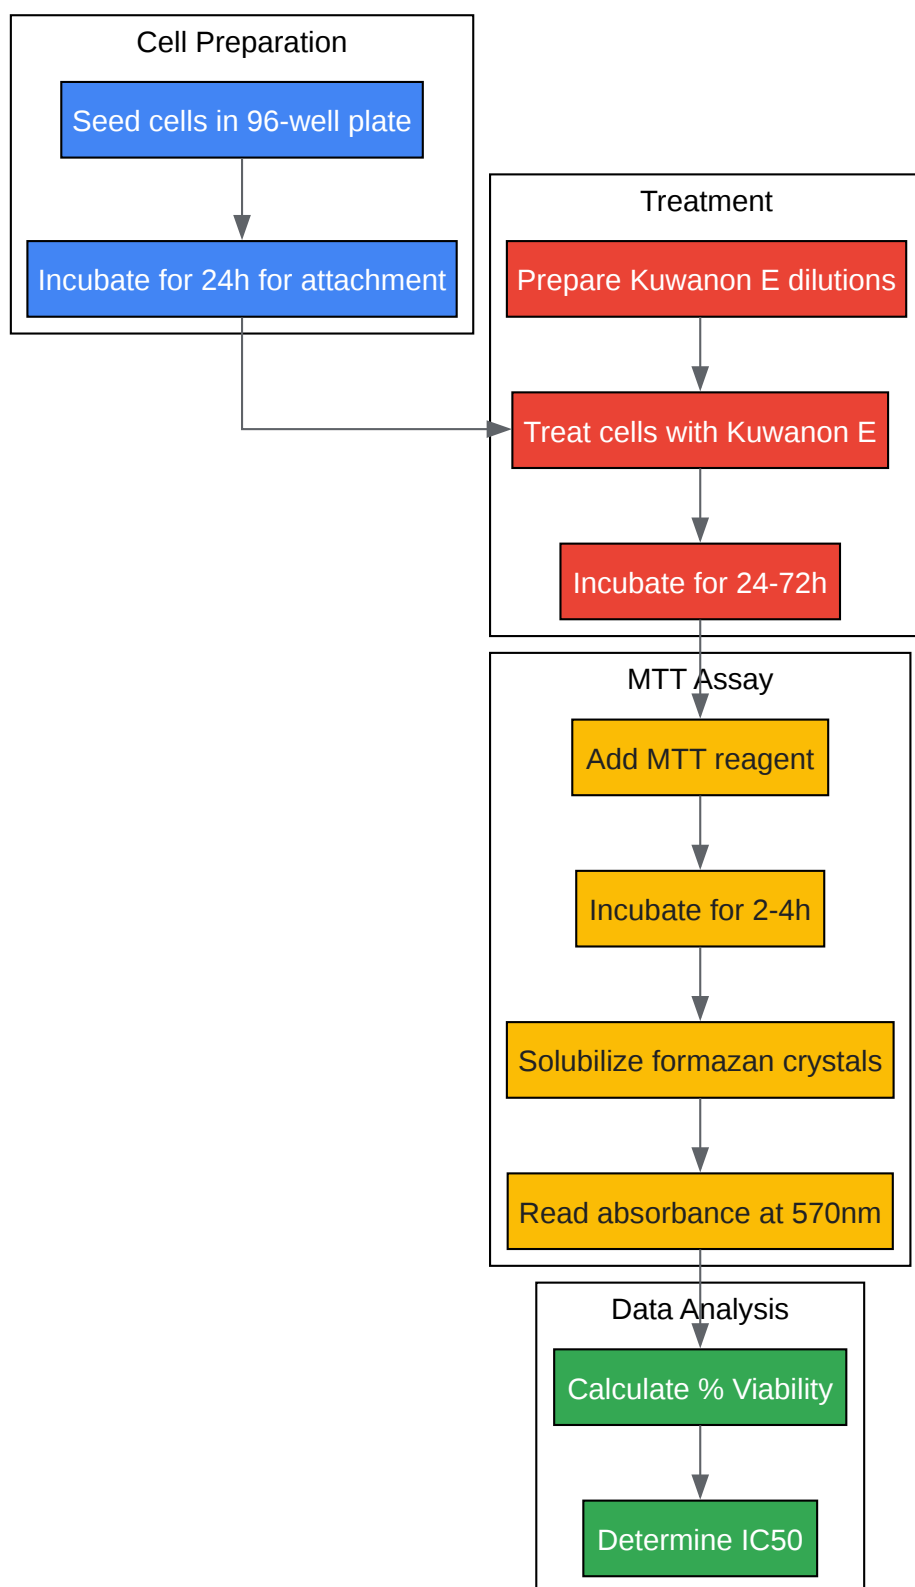 Cell Preparation
Seed cells in 96-well plate
Incubate for 24h for attachment
Treatment
Prepare Kuwanon E dilutions
Treat cells with Kuwanon E
Incubate for 24-72h
MTT Assay
Add MTT reagent
Incubate for 2-4h
Solubilize formazan crystals
Read absorbance at 570nm
Data Analysis
Calculate % Viability
Determine IC50